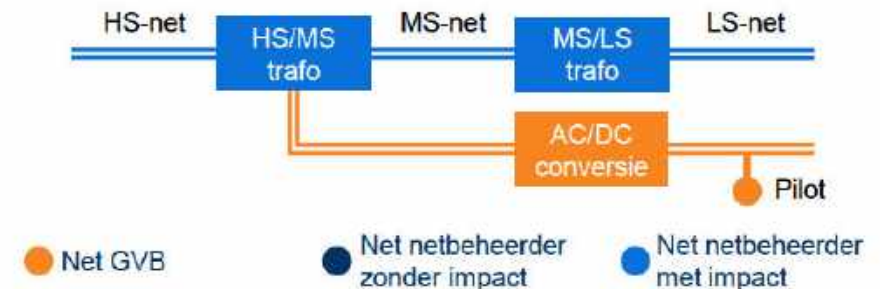 HS-net
HS/MS
trafo
MS-net
MS/LS
trafo
LS-net
AC/DC
conversie
Pilot
Net GVB
Net netbeheerder
zonder impact
Net netbeheerder
met impact